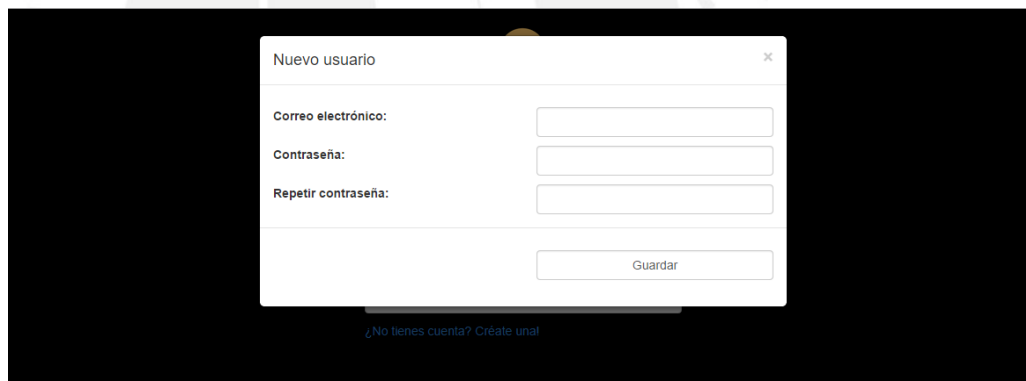 Nuevo usuario
×
Correo electrónico:
Contraseña:
Repetir contraseña:
Guardar
¿No tienes cuenta? Créate una!